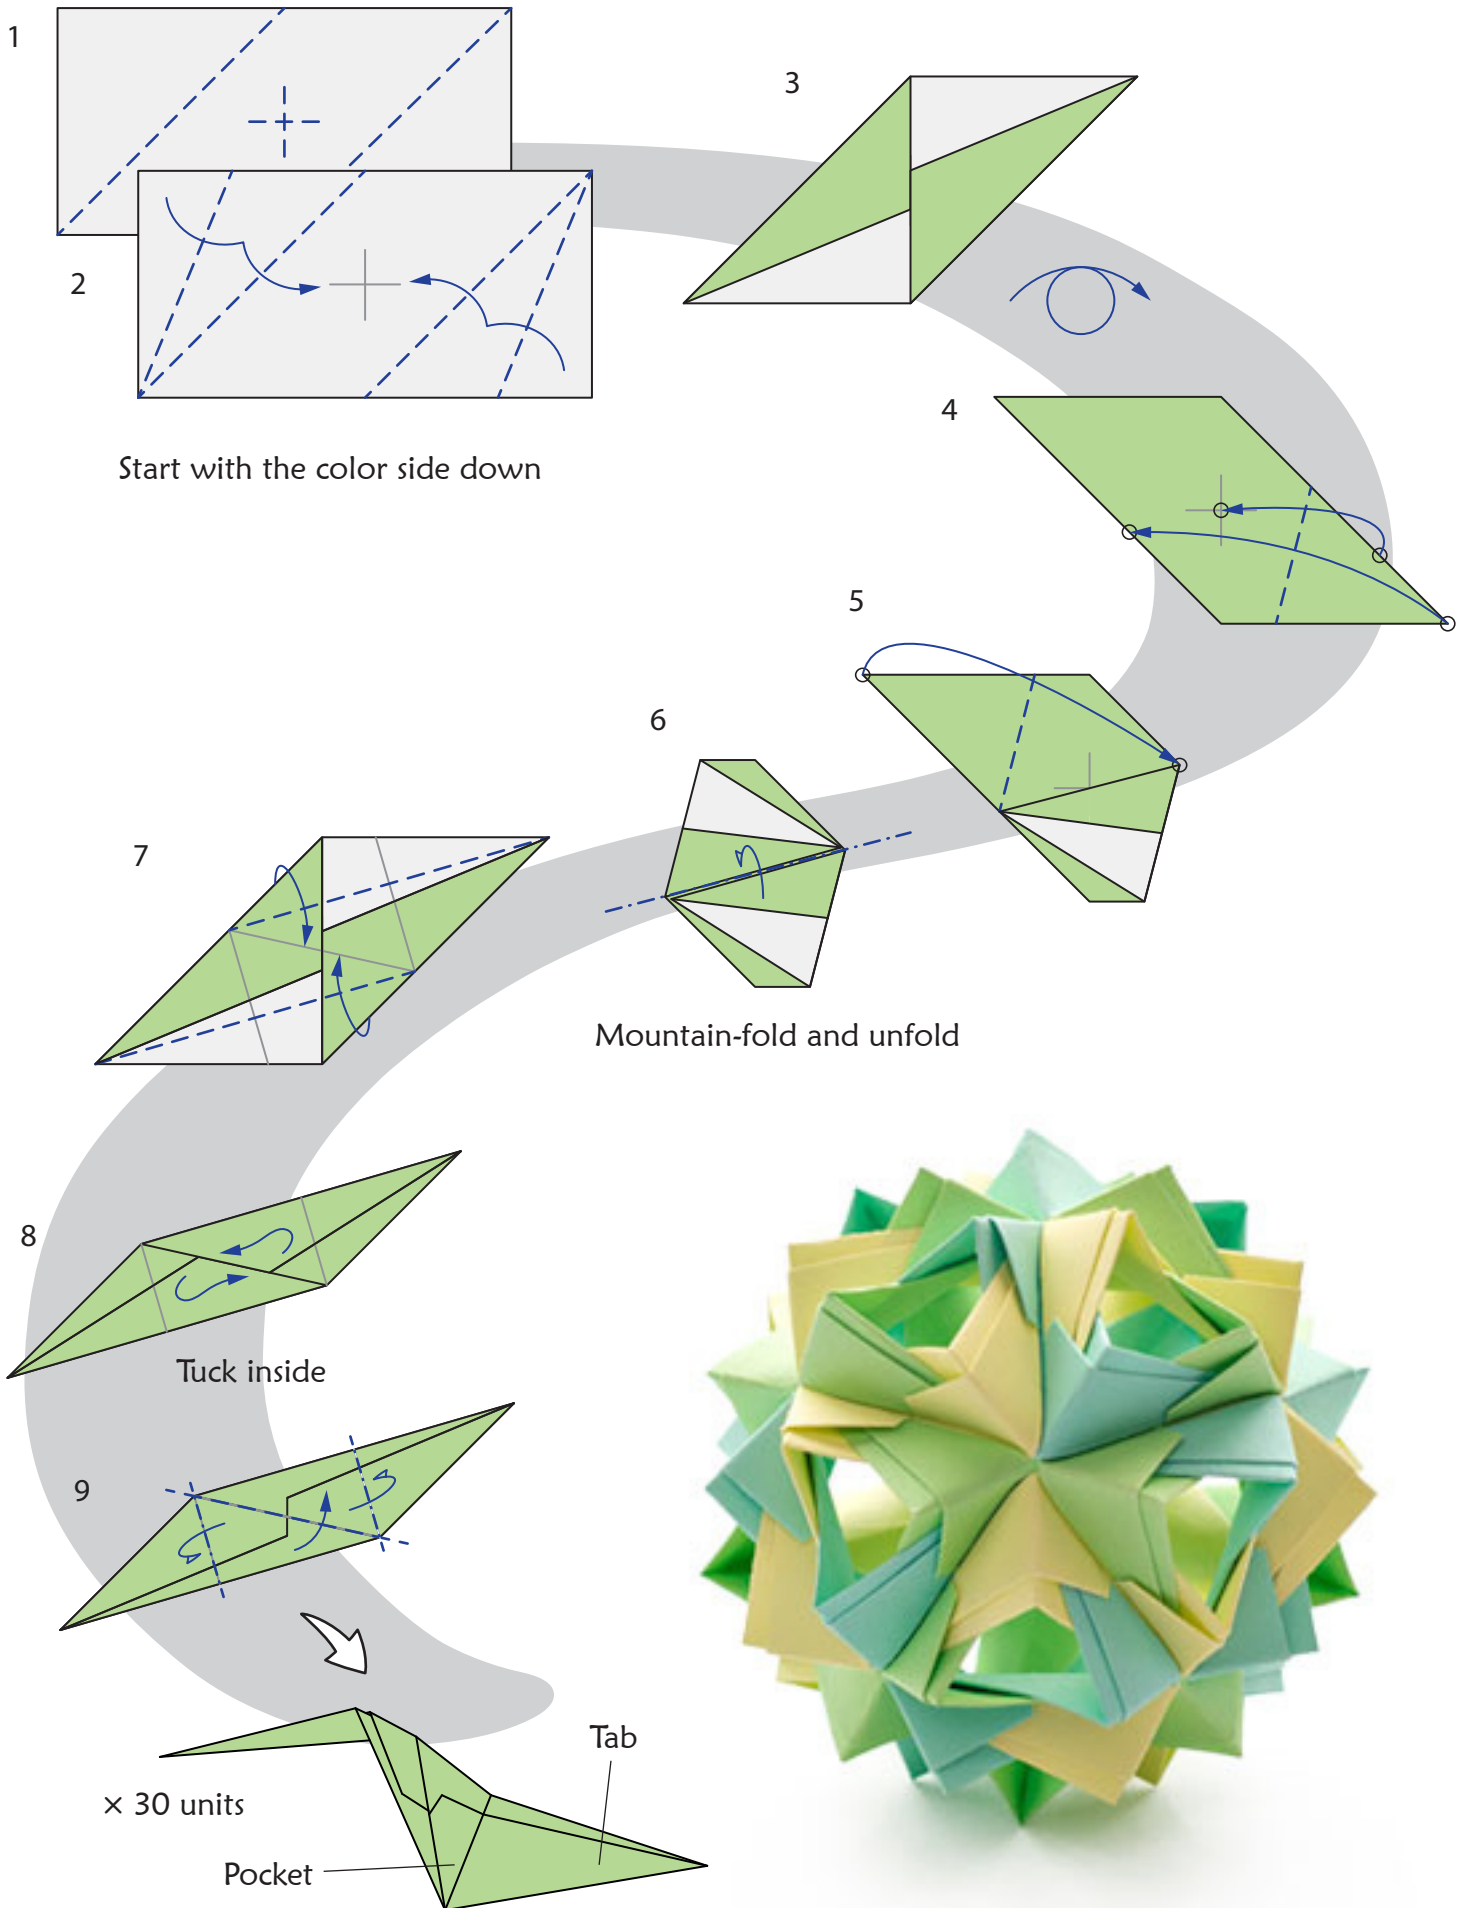 1
2
Start with the color side down
3
4
5
6
Mountain-fold and unfold
7
8
Tuck inside
9
× 30 units
Tab
Pocket